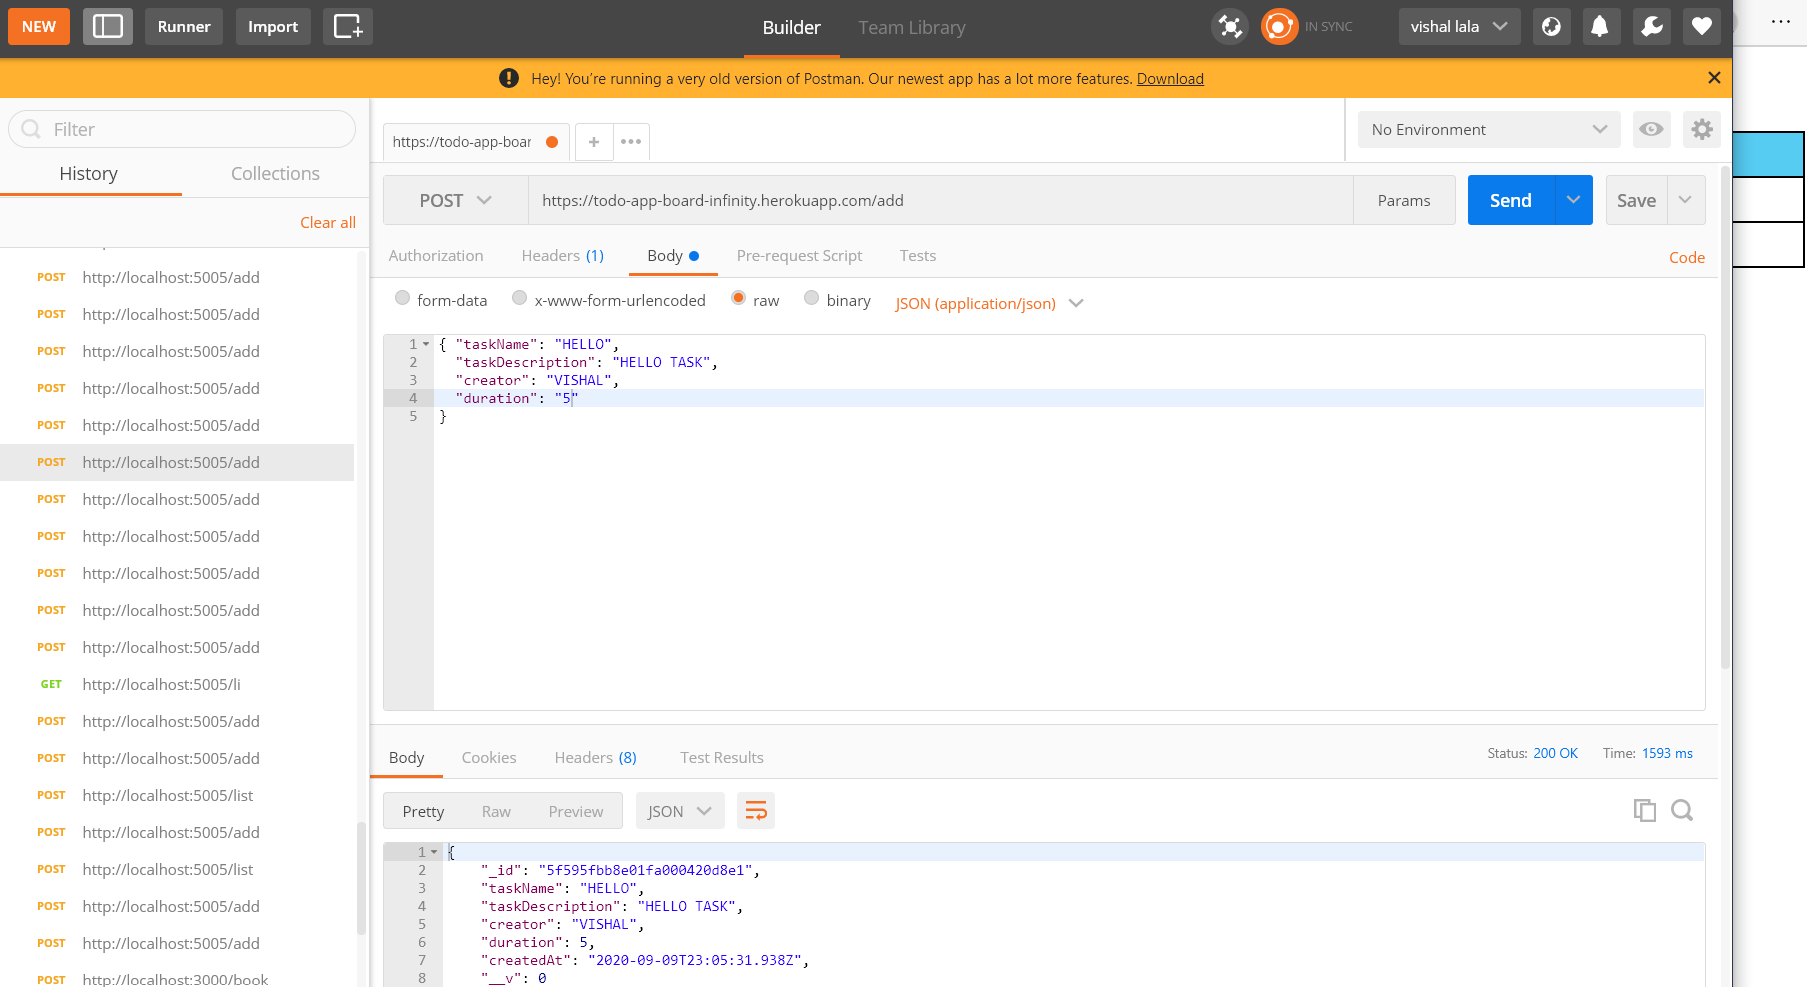 NEW
Runner
Import
Builder
Team Library
IN SYNC
vishal lala
Hey! You're running a very old version of Postman. Our newest app has a lot more features. Download
Filter
History
Collections
Clear all
POST http://localhost:5005/add
POST http://localhost:5005/add
POST http://localhost:5005/add
POST http://localhost:5005/add
POST http://localhost:5005/add
POST http://localhost:5005/add
POST http://localhost:5005/add
POST http://localhost:5005/add
POST http://localhost:5005/add
POST http://localhost:5005/add
POST http://localhost:5005/add
GET http://localhost:5005/li
POST http://localhost:5005/add
POST http://localhost:5005/add
POST http://localhost:5005/list
POST http://localhost:5005/add
POST http://localhost:5005/list
POST http://localhost:5005/add
POST http://localhost:5005/add
POST http://localhost:3000/book
https://todo-app-boar
+
•••
No Environment
POST
https://todo-app-board-infinity.herokuapp.com/add
Params
Send
Save
Authorization
Headers (1)
Body
Pre-request Script
Tests
Code
form-data
x-www-form-urlencoded
raw
binary
JSON (application/json)
1 { "taskName": "HELLO",
2 "taskDescription": "HELLO TASK",
3 "creator": "VISHAL",
4 "duration": "5"
5 }
Body
Cookies
Headers (8)
Test Results
Status: 200 OK
Time: 1593 ms
Pretty
Raw
Preview
JSON
1 {
2 "_id": "5f595fbb8e01fa000420d8e1",
3 "taskName": "HELLO",
4 "taskDescription": "HELLO TASK",
5 "creator": "VISHAL",
6 "duration": 5,
7 "createdAt": "2020-09-09T23:05:31.938Z",
8 "__v": 0